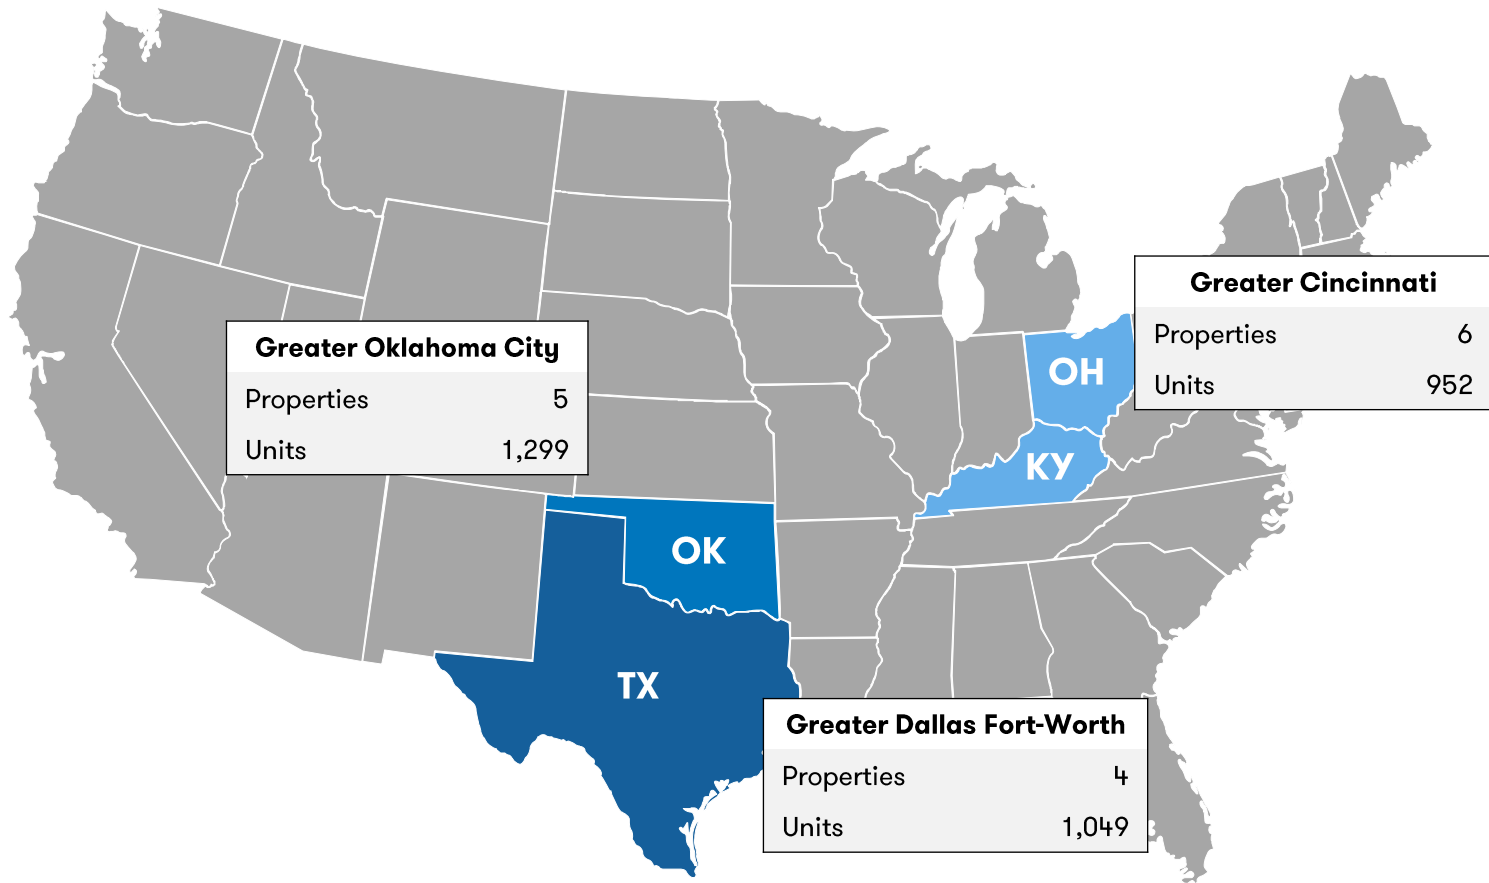 Greater Cincinnati
Properties 6
Units 952
OH
KY
Greater Oklahoma City
Properties 5
Units 1,299
OK
TX
Greater Dallas Fort-Worth
Properties 4
Units 1,049